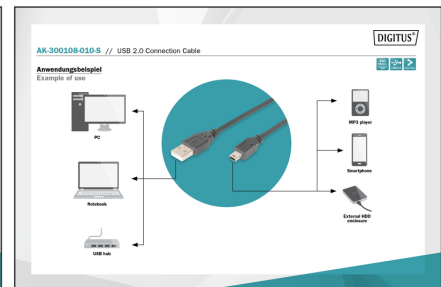 DIGITUS®
AK-300108-010-S // USB 2.0 Connection Cable
Anwendungsbeispiel
Example of use
PC
Notebook
USB hub
MP3 player
Smartphone
External HDD
enclosure